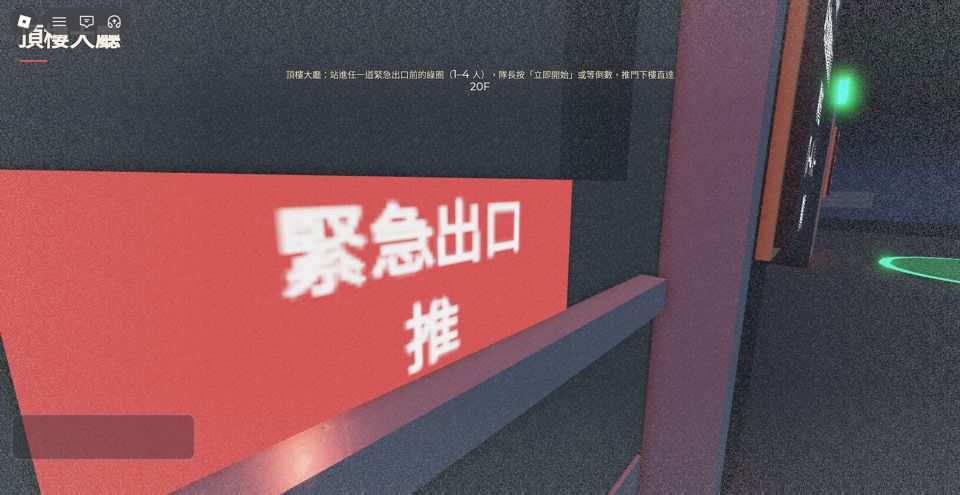 頂樓大廳
頂樓大廳：站進任一道緊急出口前的綠圈（1–4 人），隊長按「立即開始」或等倒數，推門下樓直達
20F
緊急出口
推